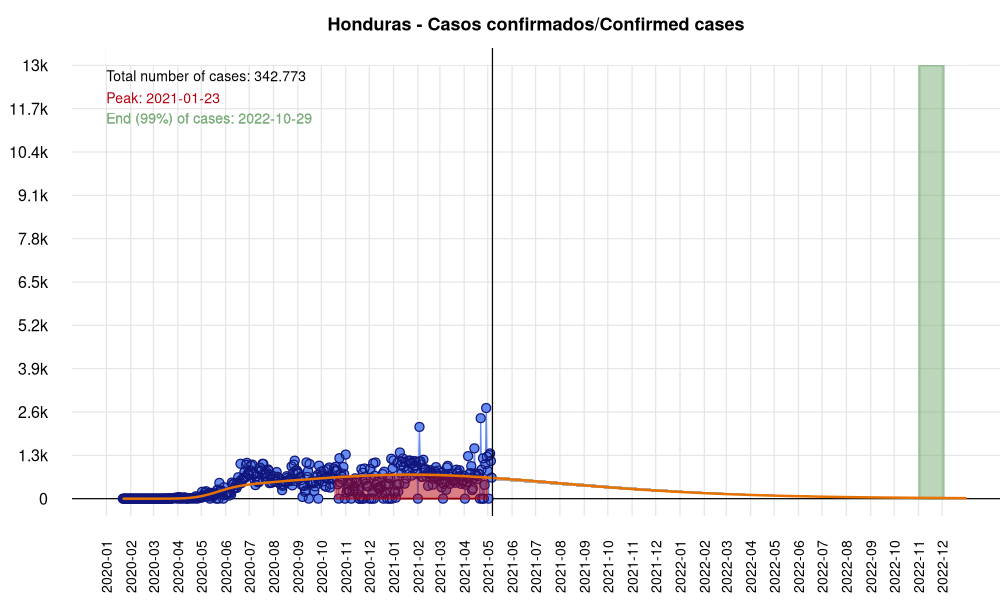 Honduras - Casos confirmados/Confirmed cases
Total number of cases: 342.773
Peak: 2021-01-23
End (99%) of cases: 2022-10-29
13k
11.7k
10.4k
9.1k
7.8k
6.5k
5.2k
3.9k
2.6k
1.3k
0
2020-01
2020-02
2020-03
2020-04
2020-05
2020-06
2020-07
2020-08
2020-09
2020-10
2020-11
2020-12
2021-01
2021-02
2021-03
2021-04
2021-05
2021-06
2021-07
2021-08
2021-09
2021-10
2021-11
2021-12
2022-01
2022-02
2022-03
2022-04
2022-05
2022-06
2022-07
2022-08
2022-09
2022-10
2022-11
2022-12